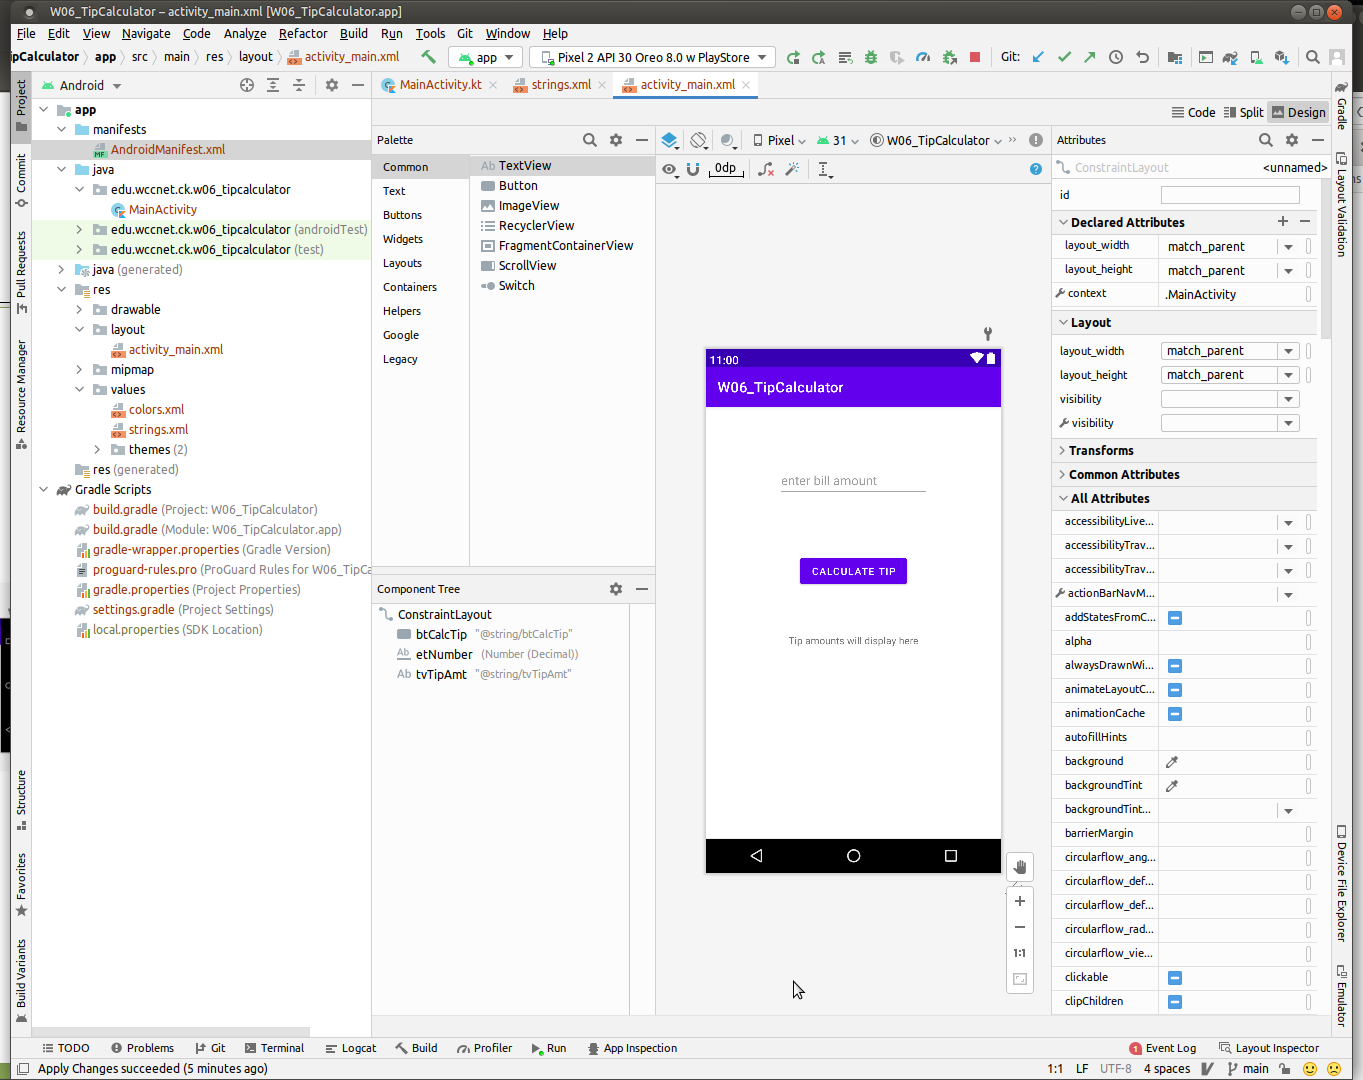 W06_TipCalculator – activity_main.xml [W06_TipCalculator.app]
File Edit View Navigate Code Analyze Refactor Build Run Tools Git Window Help
ipCalculator app src main res layout activity_main.xml app Pixel 2 API 30 Oreo 8.0 w PlayStore Git:
Android MainActivity.kt strings.xml activity_main.xml
Code Split Design
Project
Commit
Pull Requests
Resource Manager
Structure
Favorites
Build Variants
app
manifests
AndroidManifest.xml
java
edu.wccnet.ck.w06_tipcalculator
MainActivity
edu.wccnet.ck.w06_tipcalculator (androidTest)
edu.wccnet.ck.w06_tipcalculator (test)
java (generated)
res
drawable
layout
activity_main.xml
mipmap
values
colors.xml
strings.xml
themes (2)
res (generated)
Gradle Scripts
build.gradle (Project: W06_TipCalculator)
build.gradle (Module: W06_TipCalculator.app)
gradle-wrapper.properties (Gradle Version)
proguard-rules.pro (ProGuard Rules for W06_TipCa
gradle.properties (Project Properties)
settings.gradle (Project Settings)
local.properties (SDK Location)
Palette
Common
Text
Buttons
Widgets
Layouts
Containers
Helpers
Google
Legacy
Ab TextView
Button
ImageView
RecyclerView
FragmentContainerView
ScrollView
Switch
Component Tree
ConstraintLayout
btCalcTip "@string/btCalcTip"
Ab etNumber (Number (Decimal))
Ab tvTipAmt "@string/tvTipAmt"
Pixel 31 W06_TipCalculator
0dp
11:00
W06_TipCalculator
enter bill amount
CALCULATE TIP
Tip amounts will display here
1:1
Attributes
ConstraintLayout <unnamed>
id
Declared Attributes
layout_width match_parent
layout_height match_parent
context .MainActivity
Layout
layout_width match_parent
layout_height match_parent
visibility
visibility
Transforms
Common Attributes
All Attributes
accessibilityLive...
accessibilityTrav...
accessibilityTrav...
actionBarNavM...
addStatesFromC...
alpha
alwaysDrawnWi...
animateLayoutC...
animationCache
autofillHints
background
backgroundTint
backgroundTint...
barrierMargin
circularflow_ang...
circularflow_def...
circularflow_def...
circularflow_rad...
circularflow_vie...
clickable
clipChildren
Gradle
Layout Validation
Device File Explorer
Emulator
TODO Problems Git Terminal Logcat Build Profiler Run App Inspection 1 Event Log Layout Inspector
Apply Changes succeeded (5 minutes ago) 1:1 LF UTF-8 4 spaces main